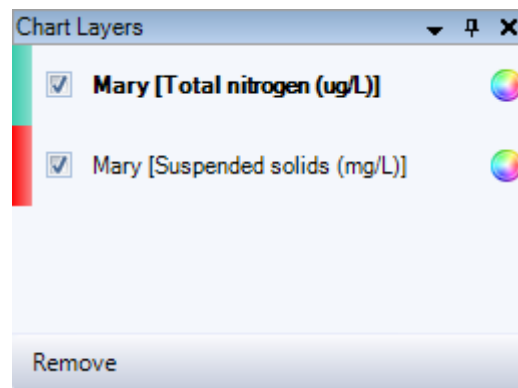 Chart Layers
Mary [Total nitrogen (ug/L)]
Mary [Suspended solids (mg/L)]
Remove